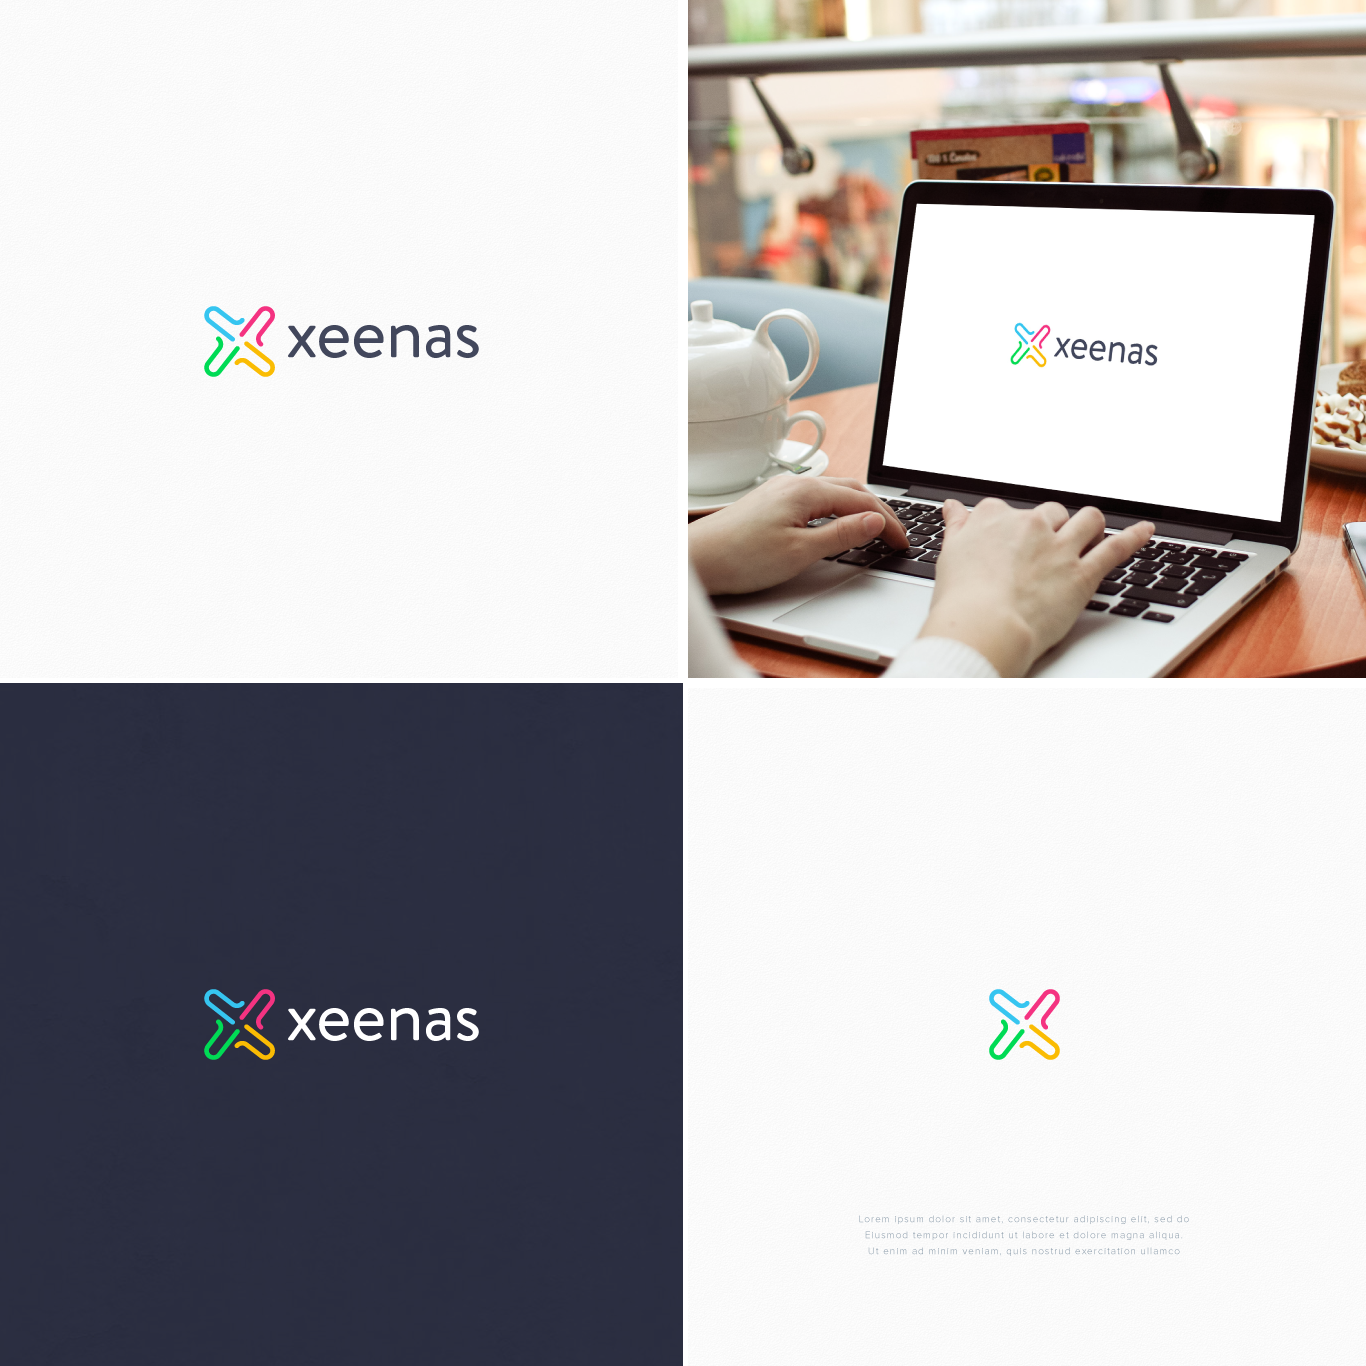 xeenas
xeenas
xeenas
Lorem ipsum dolor sit amet, consectetur adipiscing elit, sed do
Eiusmod tempor incididunt ut labore et dolore magna aliqua.
Ut enim ad minim veniam, quis nostrud exercitation ullamco